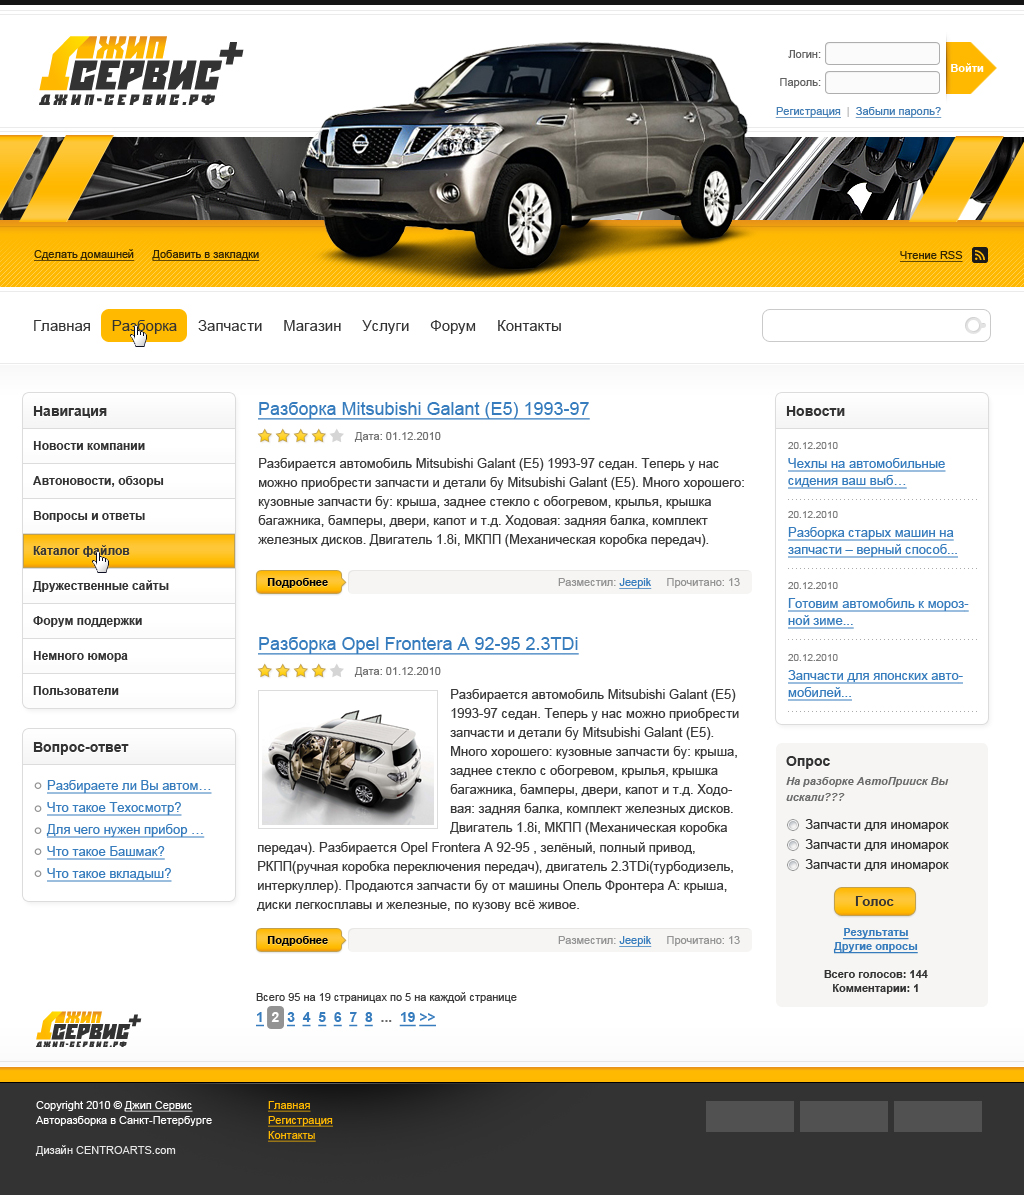 ДЖИП
СЕРВИС+
ДЖИП-СЕРВИС.РФ
Логин:
Пароль:
Войти
Регистрация | Забыли пароль?
Сделать домашней Добавить в закладки
Чтение RSS
Главная Разборка Запчасти Магазин Услуги Форум Контакты
Навигация
Новости компании
Автоновости, обзоры
Вопросы и ответы
Каталог файлов
Дружественные сайты
Форум поддержки
Немного юмора
Пользователи
Вопрос-ответ
Разбираете ли Вы автом…
Что такое Техосмотр?
Для чего нужен прибор …
Что такое Башмак?
Что такое вкладыш?
Разборка Mitsubishi Galant (E5) 1993-97
Дата: 01.12.2010
Разбирается автомобиль Mitsubishi Galant (E5) 1993-97 седан. Теперь у нас
можно приобрести запчасти и детали бу Mitsubishi Galant (E5). Много хорошего:
кузовные запчасти бу: крыша, заднее стекло с обогревом, крылья, крышка
багажника, бамперы, двери, капот и т.д. Ходовая: задняя балка, комплект
железных дисков. Двигатель 1.8i, МКПП (Механическая коробка передач).
Подробнее
Разместил: Jeepik Прочитано: 13
Разборка Opel Frontera A 92-95 2.3TDi
Дата: 01.12.2010
Разбирается автомобиль Mitsubishi Galant (E5)
1993-97 седан. Теперь у нас можно приобрести
запчасти и детали бу Mitsubishi Galant (E5).
Много хорошего: кузовные запчасти бу: крыша,
заднее стекло с обогревом, крылья, крышка
багажника, бамперы, двери, капот и т.д. Ходо-
вая: задняя балка, комплект железных дисков.
Двигатель 1.8i, МКПП (Механическая коробка
передач). Разбирается Opel Frontera A 92-95 , зелёный, полный привод,
РКПП(ручная коробка переключения передач), двигатель 2.3TDi(турбодизель,
интеркуллер). Продаются запчасти бу от машины Опель Фронтера А: крыша,
диски легкосплавы и железные, по кузову всё живое.
Подробнее
Разместил: Jeepik Прочитано: 13
Всего 95 на 19 страницах по 5 на каждой странице
1 2 3 4 5 6 7 8 ... 19 >>
Новости
20.12.2010
Чехлы на автомобильные
сидения ваш выб…
20.12.2010
Разборка старых машин на
запчасти – верный способ...
20.12.2010
Готовим автомобиль к мороз-
ной зиме...
20.12.2010
Запчасти для японских авто-
мобилей...
Опрос
На разборке АвтоПрииск Вы
искали???
Запчасти для иномарок
Запчасти для иномарок
Запчасти для иномарок
Голос
Результаты
Другие опросы
Всего голосов: 144
Комментарии: 1
ДЖИП
СЕРВИС+
ДЖИП-СЕРВИС.РФ
Copyright 2010 © Джип Сервис
Авторазборка в Санкт-Петербурге
Дизайн CENTROARTS.com
Главная
Регистрация
Контакты